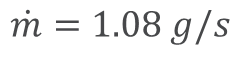 ṁ = 1.08 g/s